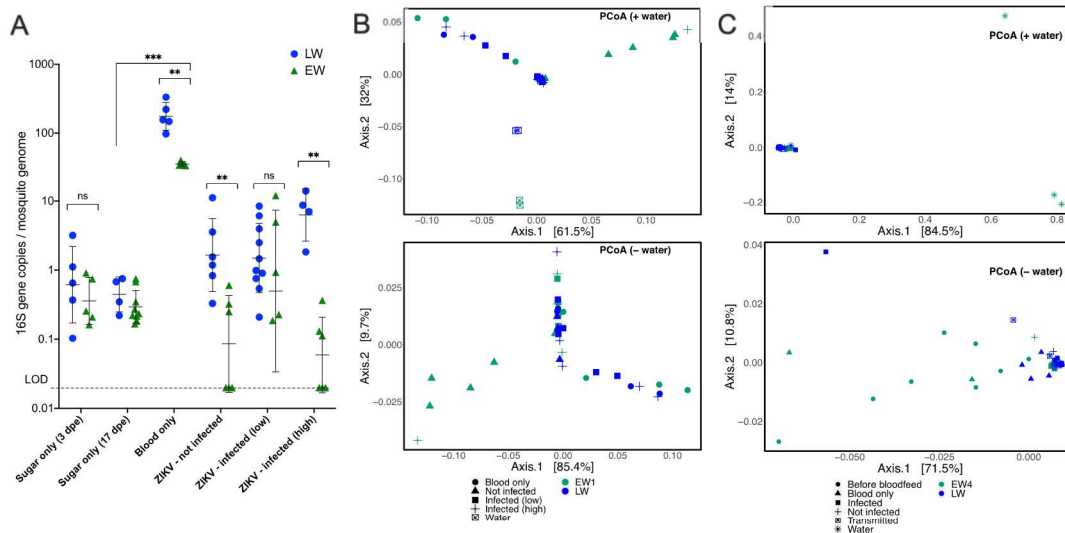 A
LW
EW
16S gene copies / mosquito genome
1000
100
10
1
0.1
0.01
LOD
ns
***
**
**
ns
**
Sugar only (3 dpe)
Sugar only (17 dpe)
Blood only
ZIKV - not infected
ZIKV - infected (low)
ZIKV - infected (high)
B
PCoA (+ water)
Axis.2 [32%]
0.05
0.00
−0.05
−0.10
−0.10
−0.05
0.00
0.05
0.10
Axis.1 [61.5%]
PCoA (− water)
Axis.2 [9.7%]
0.025
0.000
−0.025
−0.10
−0.05
0.00
0.05
0.10
Axis.1 [85.4%]
Blood only
Not infected
Infected (low)
Infected (high)
Water
EW1
LW
C
PCoA (+ water)
Axis.2 [14%]
0.4
0.2
0.0
−0.2
0.0
0.2
0.4
0.6
0.8
Axis.1 [84.5%]
PCoA (− water)
Axis.2 [10.8%]
0.04
0.02
0.00
−0.02
−0.050
−0.025
0.000
Axis.1 [71.5%]
Before bloodfeed
Blood only
Infected
Not infected
Transmitted
Water
EW4
LW